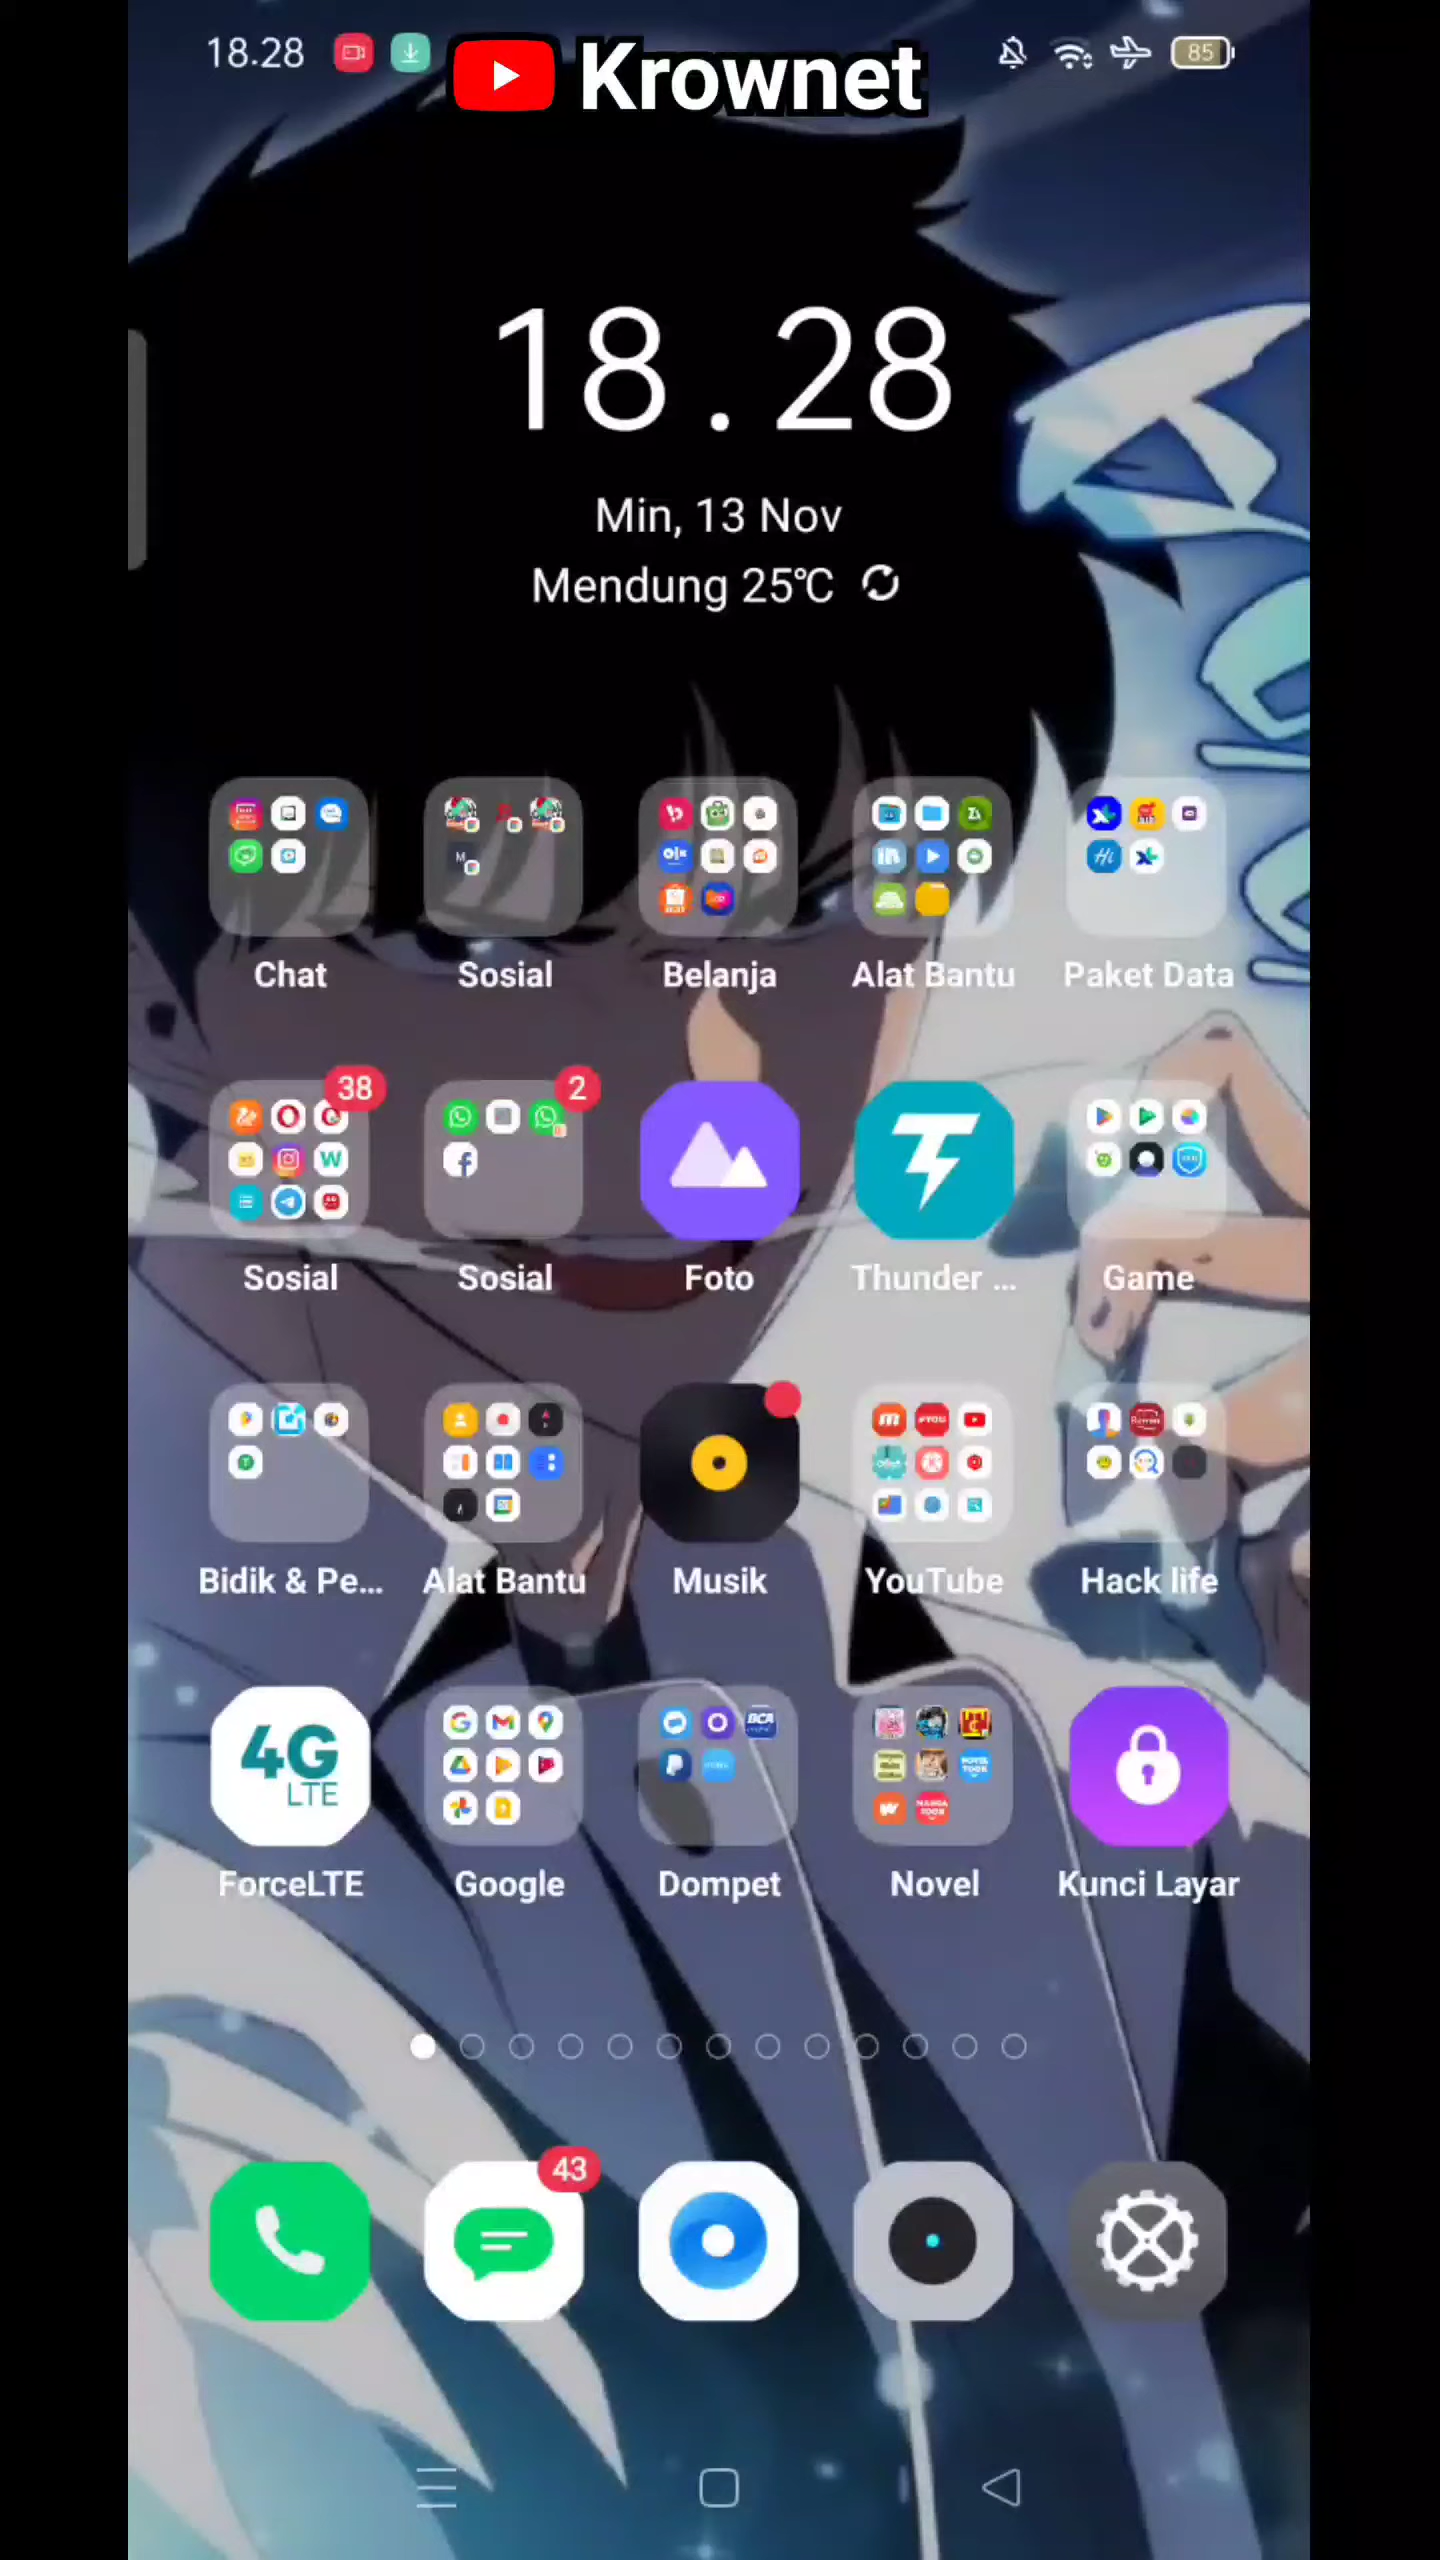 18.28
Krownet
85
18.28
Min, 13 Nov
Mendung 25°C
Chat
Sosial
Belanja
Alat Bantu
Paket Data
38
2
Sosial
Sosial
Foto
Thunder ...
Game
Bidik & Pe...
Alat Bantu
Musik
YouTube
Hack life
4G
LTE
BCA
ForceLTE
Google
Dompet
Novel
Kunci Layar
43